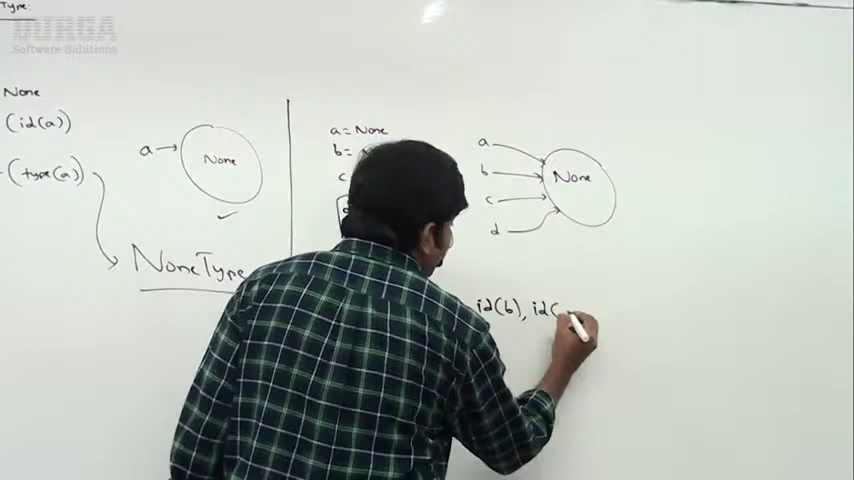 Type:
DURGA
Software Solutions
None
(id(a))
(type(a))
a → None
NoneType
a = None
b =
c
a
b
c
d
None
id(b), id(